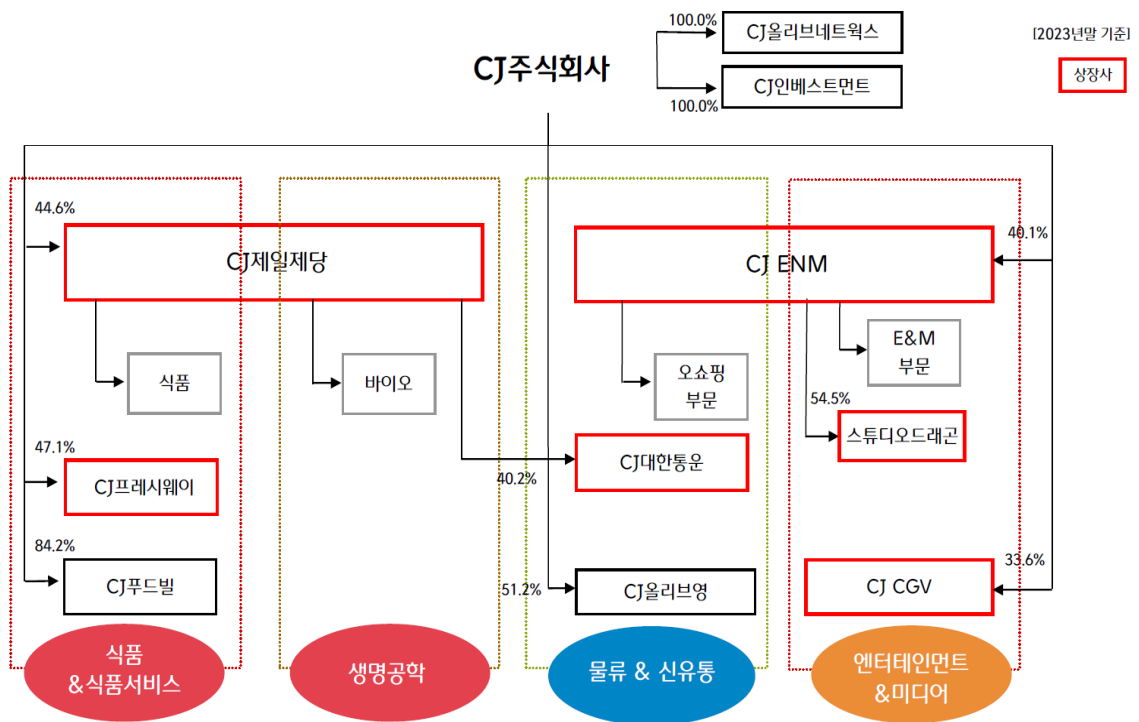 100.0%
CJ올리브네트웍스
[2023년말 기준]
CJ주식회사
상장사
CJ인베스트먼트
100.0%
44.6%
CJ제일제당
40.1%
CJ ENM
식품
바이오
오쇼핑
부문
E&M
부문
54.5%
스튜디오드래곤
47.1%
CJ프레시웨이
40.2%
CJ대한통운
84.2%
CJ푸드빌
51.2%
CJ올리브영
33.6%
CJ CGV
식품
&식품서비스
생명공학
물류 & 신유통
엔터테인먼트
&미디어